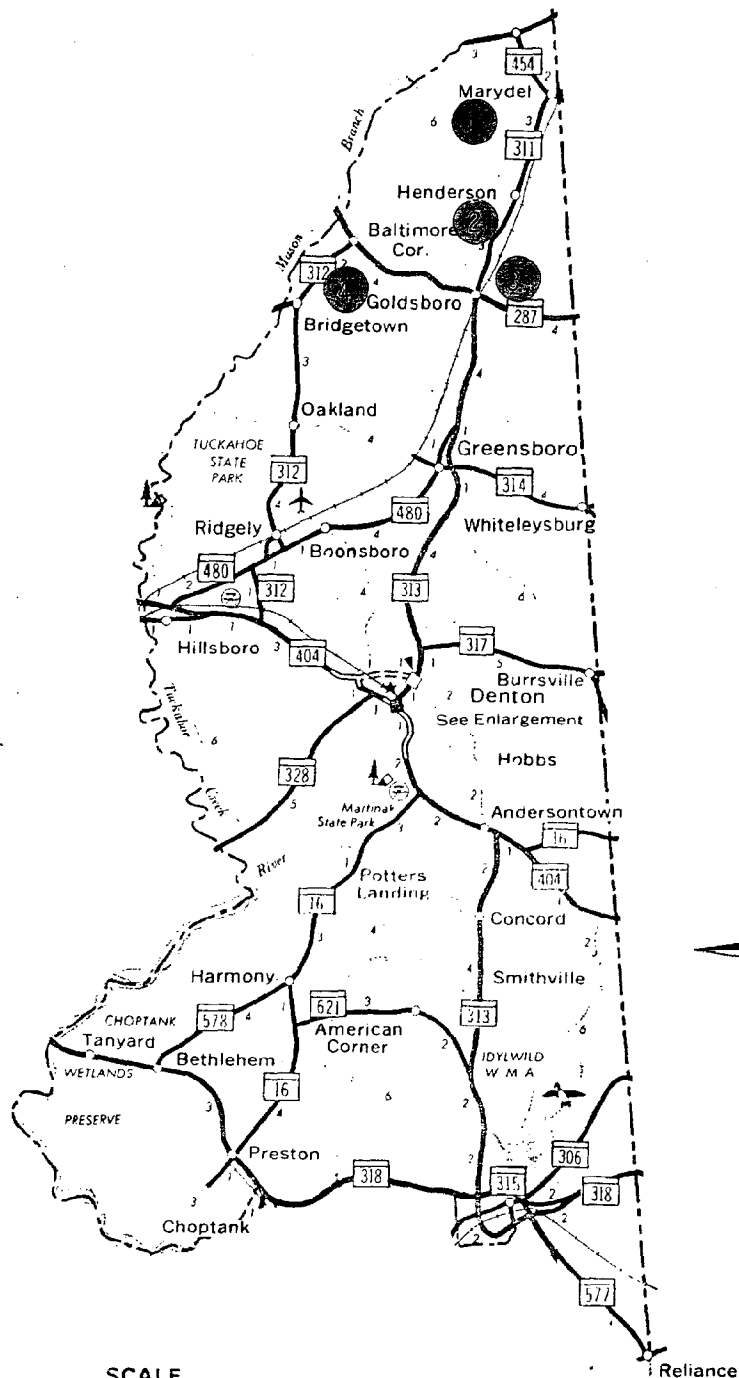 454
Marydel
6
311
Branch
Henderson
2
Baltimore
Cor.
Mason
312
Goldsboro
287
Bridgetown
Oakland
TUCKAHOE
STATE
PARK
Greensboro
312
314
480
Whiteleysburg
Ridgely
Boonsboro
480
312
313
Hillsboro
404
317
Burrsville
Denton
See Enlargement
Tuckahoe
Creek
Hobbs
328
Martinak
State Park
Andersontown
16
404
River
Potters
Landing
16
Concord
Harmony
Smithville
CHOPTANK
578
621
American
Corner
313
Tanyard
Bethlehem
WETLANDS
IDYLWILD
W M A
16
PRESERVE
Preston
306
318
315
318
Choptank
577
SCALE
Reliance